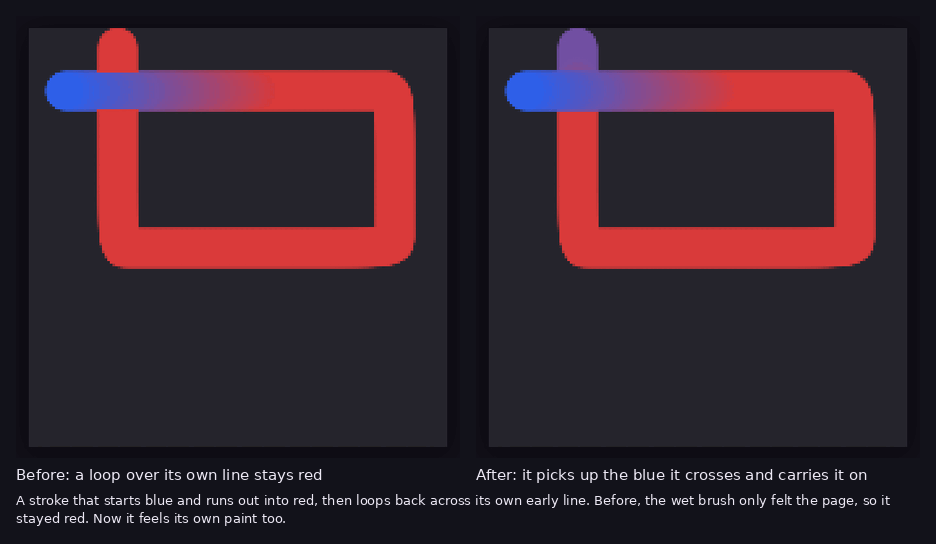 Before: a loop over its own line stays red
After: it picks up the blue it crosses and carries it on
A stroke that starts blue and runs out into red, then loops back across its own early line. Before, the wet brush only felt the page, so it
stayed red. Now it feels its own paint too.